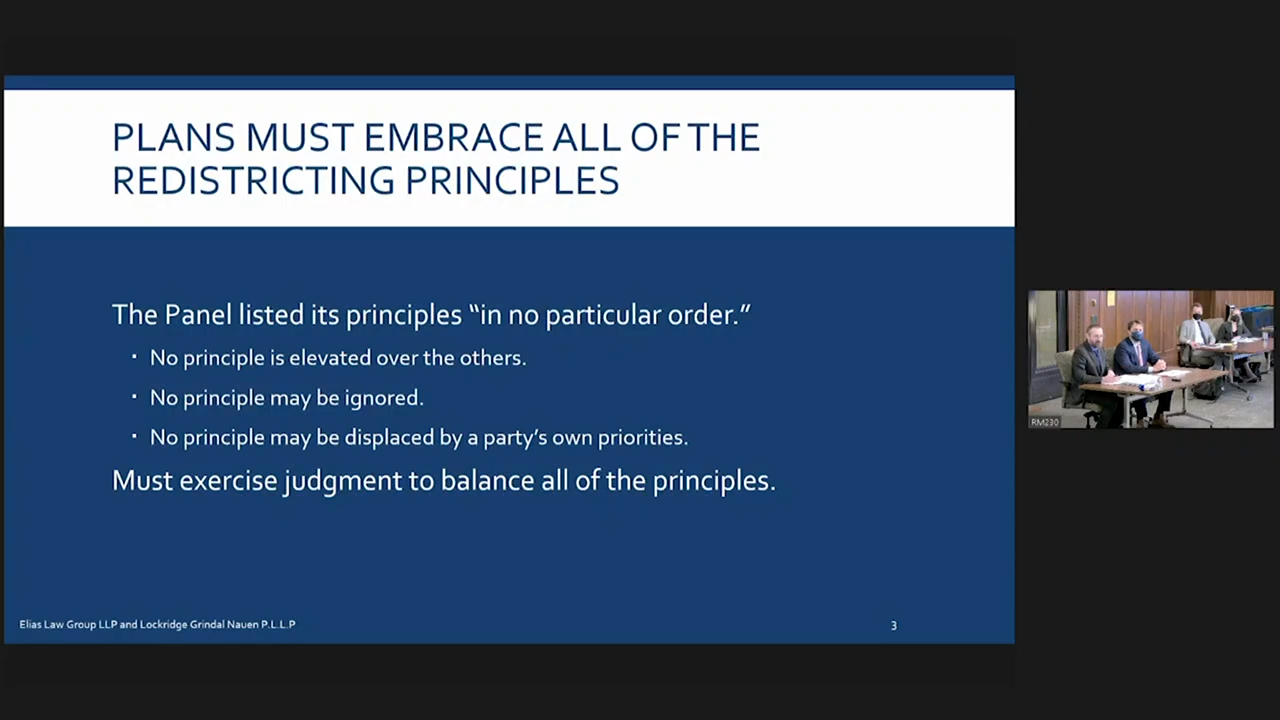 PLANS MUST EMBRACE ALL OF THE
REDISTRICTING PRINCIPLES
The Panel listed its principles “in no particular order.”
▪ No principle is elevated over the others.
▪ No principle may be ignored.
▪ No principle may be displaced by a party’s own priorities.
Must exercise judgment to balance all of the principles.
Elias Law Group LLP and Lockridge Grindal Nauen P.L.L.P
3
RM230